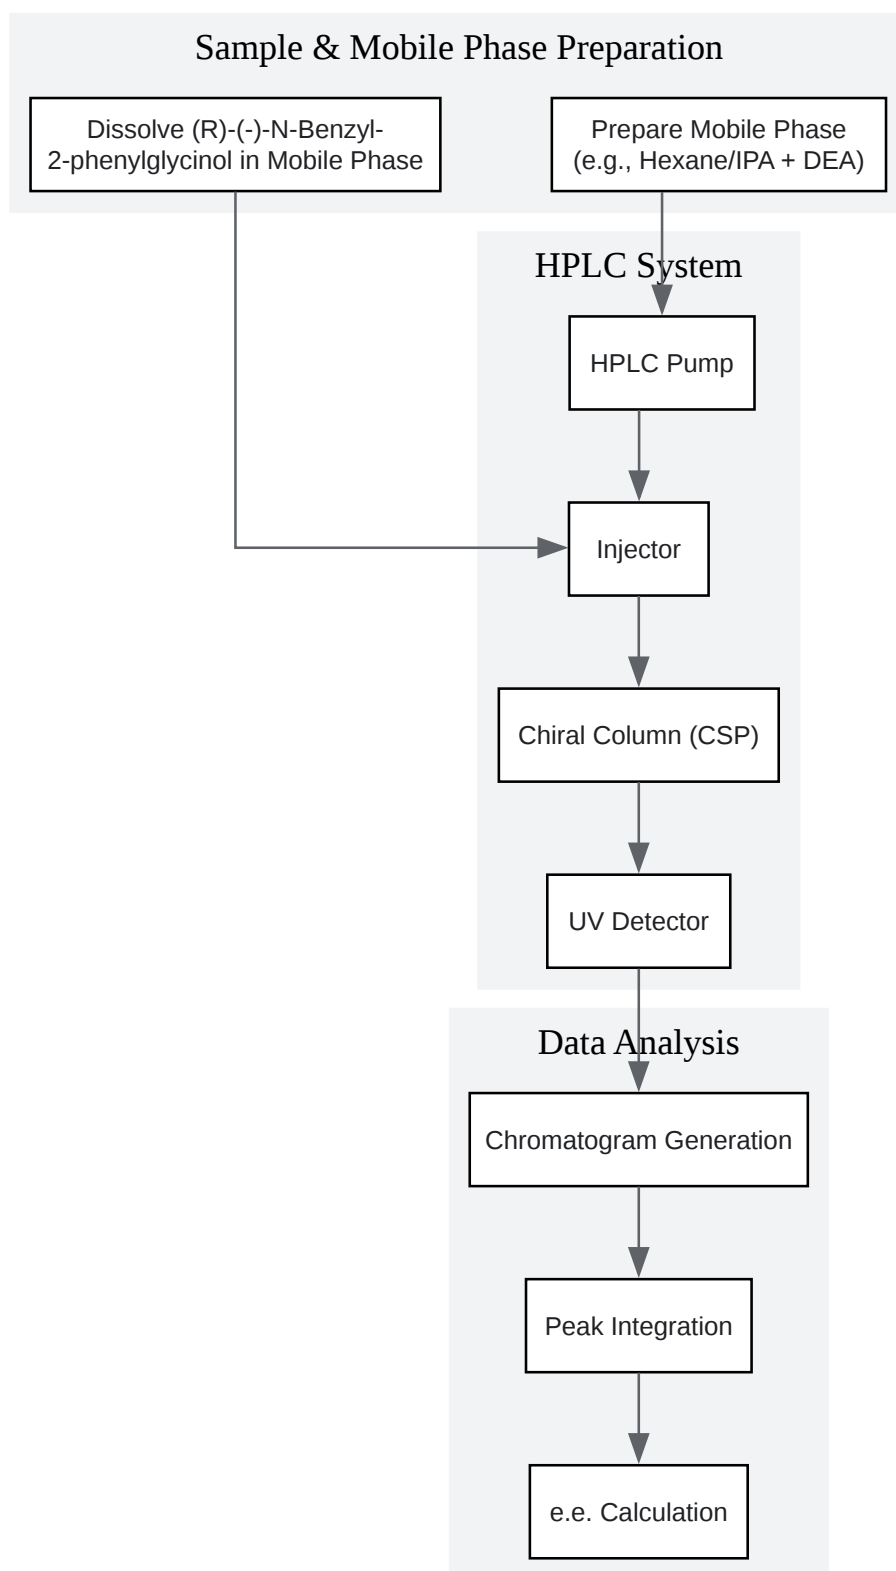 Sample & Mobile Phase Preparation
Dissolve (R)-(-)-N-Benzyl-
2-phenylglycinol in Mobile Phase
Prepare Mobile Phase
(e.g., Hexane/IPA + DEA)
HPLC System
HPLC Pump
Injector
Chiral Column (CSP)
UV Detector
Data Analysis
Chromatogram Generation
Peak Integration
e.e. Calculation